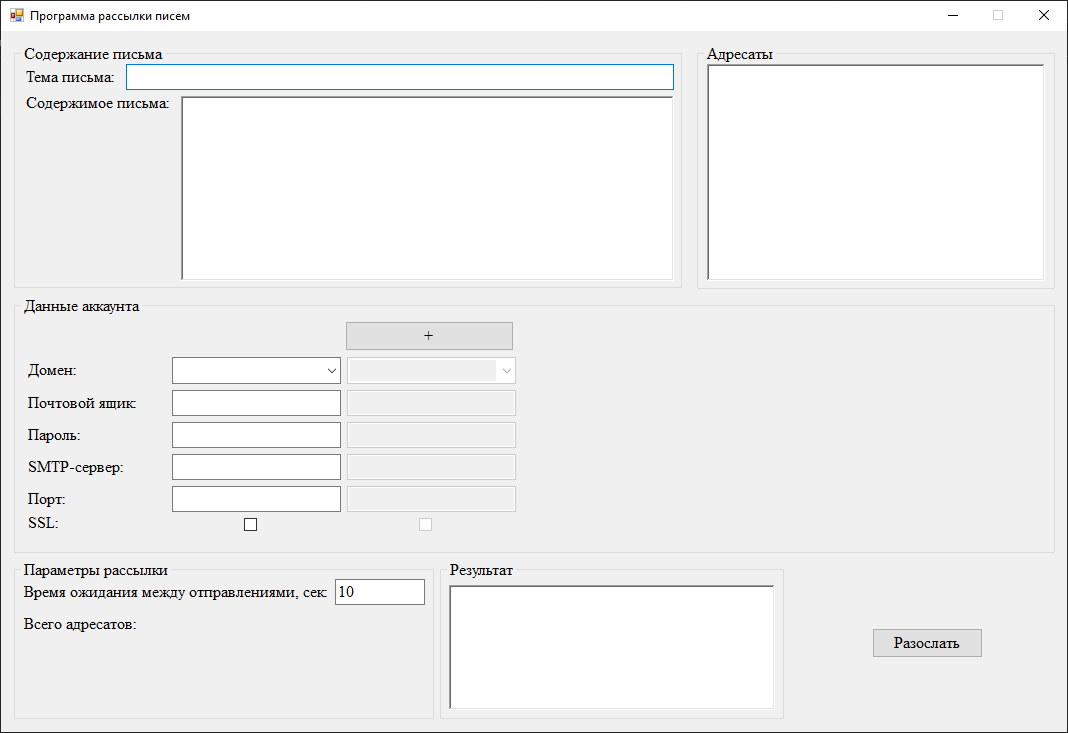 Программа рассылки писем
Содержание письма
Тема письма:
Содержимое письма:
Адресаты
Данные аккаунта
+
Домен:
Почтовой ящик:
Пароль:
SMTP-сервер:
Порт:
SSL:
Параметры рассылки
Время ожидания между отправлениями, сек: 10
Всего адресатов:
Результат
Разослать